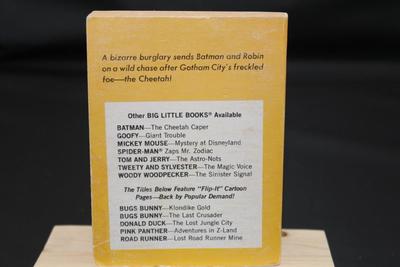 A bizarre burglary sends Batman and Robin
on a wild chase after Gotham City's freckled
foe—the Cheetah!
Other BIG LITTLE BOOKS® Available
BATMAN—The Cheetah Caper
GOOFY—Giant Trouble
MICKEY MOUSE—Mystery at Disneyland
SPIDER-MAN® Zaps Mr. Zodiac
TOM AND JERRY—The Astro-Nots
TWEETY AND SYLVESTER—The Magic Voice
WOODY WOODPECKER—The Sinister Signal
The Titles Below Feature "Flip-It" Cartoon
Pages—Back by Popular Demand!
BUGS BUNNY—Klondike Gold
BUGS BUNNY—The Last Crusader
DONALD DUCK—The Lost Jungle City
PINK PANTHER—Adventures in Z-Land
ROAD RUNNER—Lost Road Runner Mine